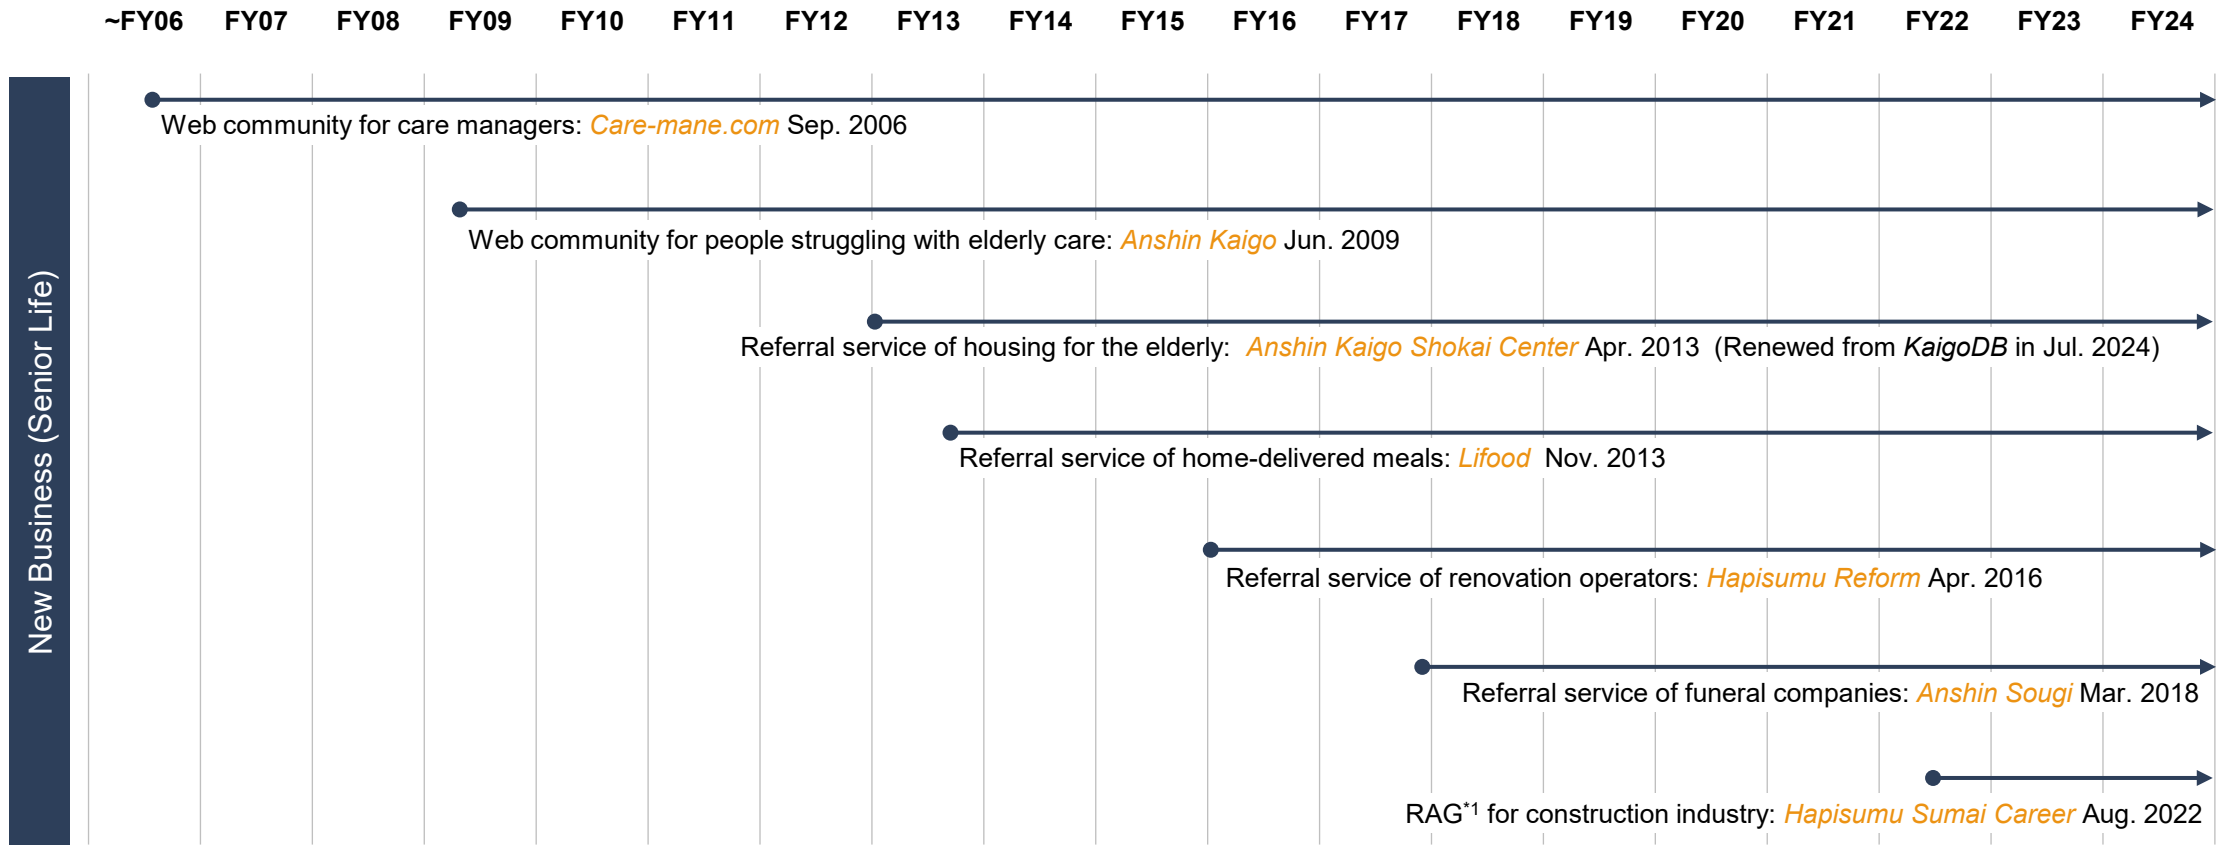 ~FY06 FY07 FY08 FY09 FY10 FY11 FY12 FY13 FY14 FY15 FY16 FY17 FY18 FY19 FY20 FY21 FY22 FY23 FY24
New Business (Senior Life)
Web community for care managers: Care-mane.com Sep. 2006
Web community for people struggling with elderly care: Anshin Kaigo Jun. 2009
Referral service of housing for the elderly: Anshin Kaigo Shokai Center Apr. 2013 (Renewed from KaigoDB in Jul. 2024)
Referral service of home-delivered meals: Lifood Nov. 2013
Referral service of renovation operators: Hapisumu Reform Apr. 2016
Referral service of funeral companies: Anshin Sougi Mar. 2018
RAG*1 for construction industry: Hapisumu Sumai Career Aug. 2022